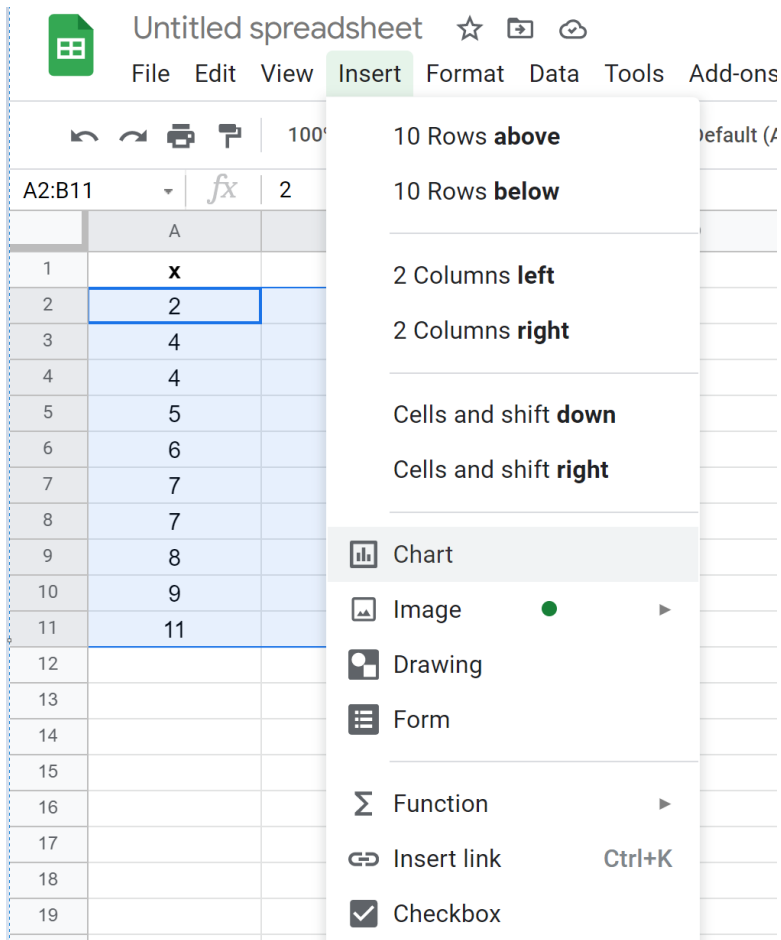 Untitled spreadsheet
File Edit View Insert Format Data Tools Add-ons
100% Default (A
A2:B11 fx 2
A
1 x
2 2
3 4
4 4
5 5
6 6
7 7
8 7
9 8
10 9
11 11
12
13
14
15
16
17
18
19
10 Rows above
10 Rows below
2 Columns left
2 Columns right
Cells and shift down
Cells and shift right
Chart
Image
Drawing
Form
Function
Insert link Ctrl+K
Checkbox